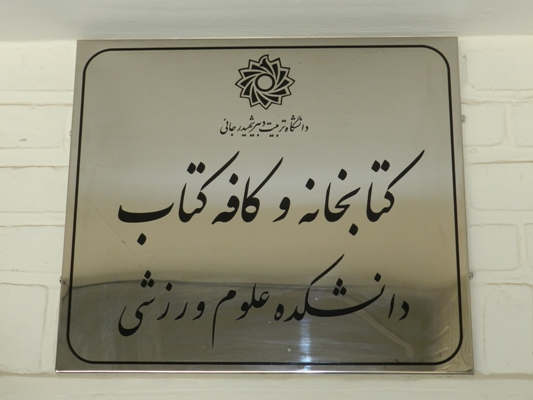 دانشگاه تربیت دبیر شهید رجائی
کتابخانه و کافه کتاب
دانشکده علوم ورزشی